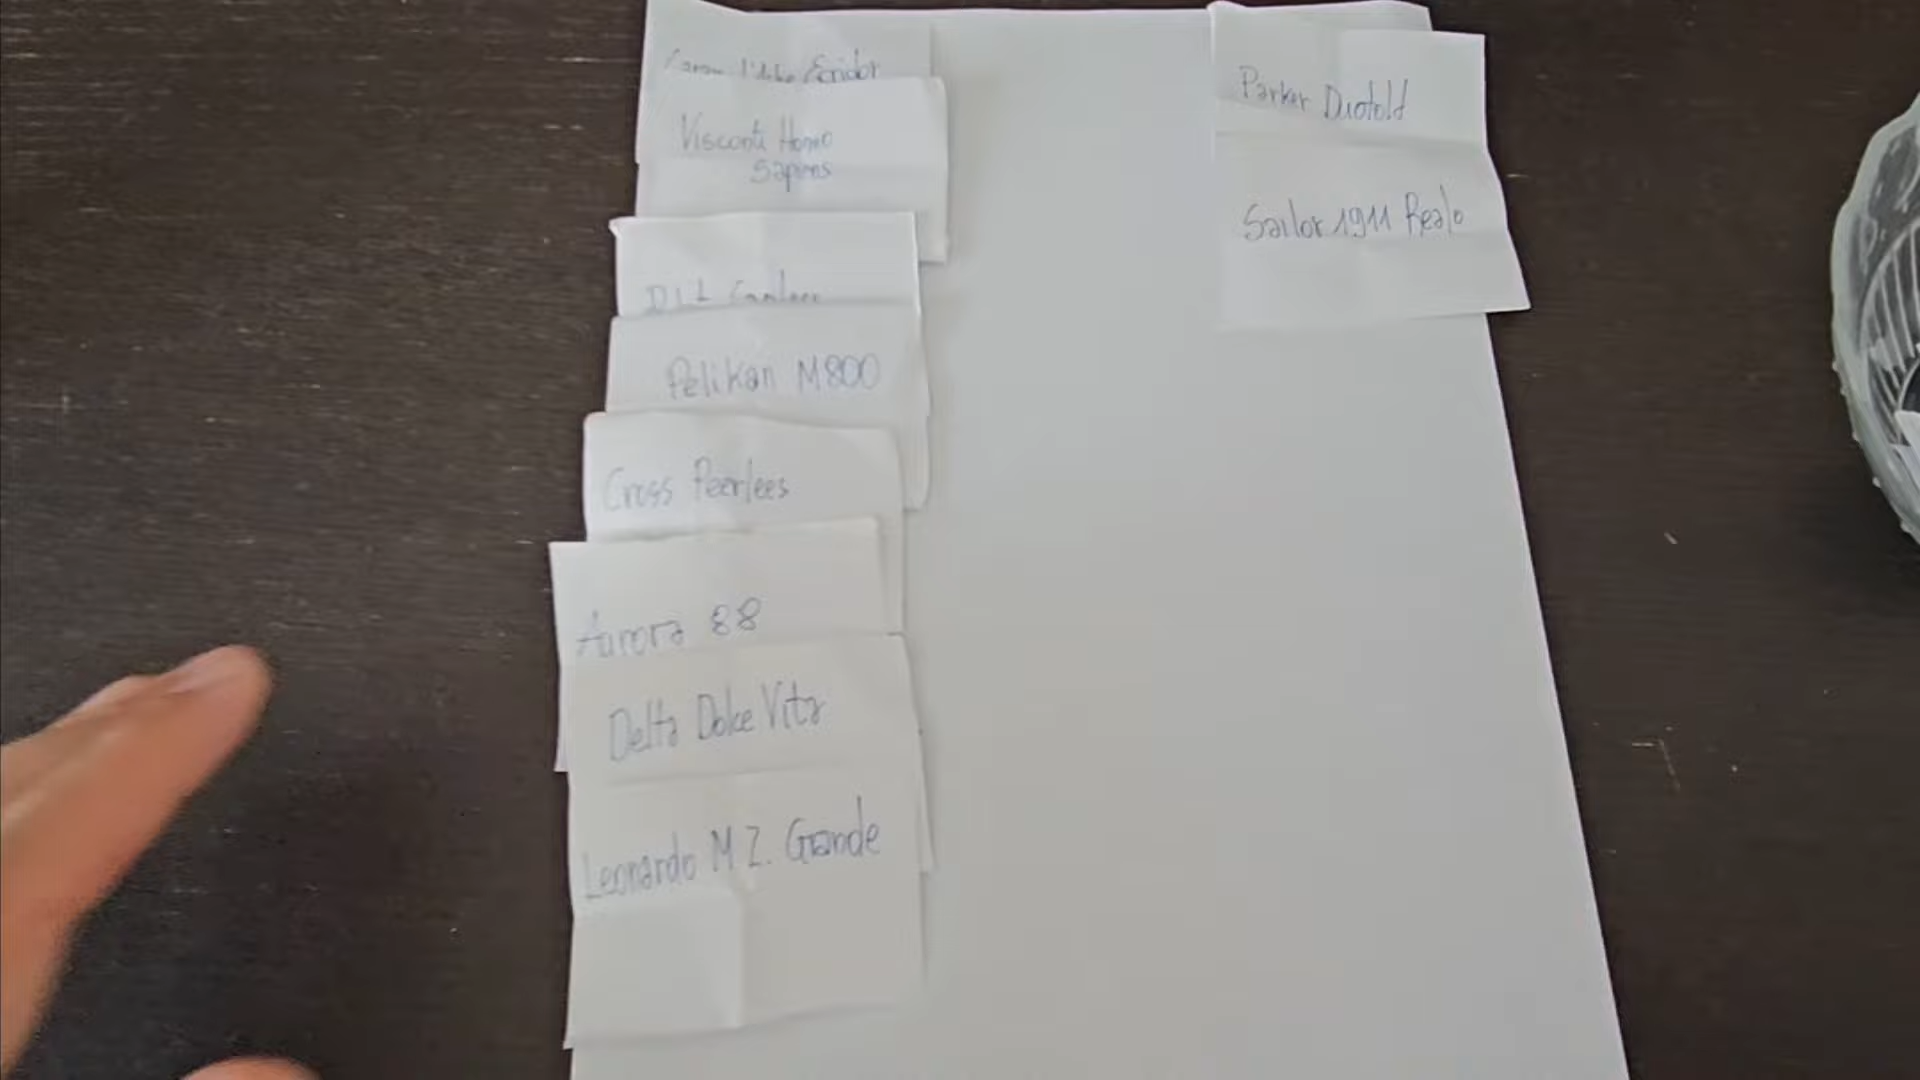 Ecridor
Visconti Homo
Sapiens
Pelikan M800
Cross Peerlees
Aurora 88
Delta Dolce Vita
Leonardo M Z. Grande
Parker Duofold
Sailor 1911 Realo